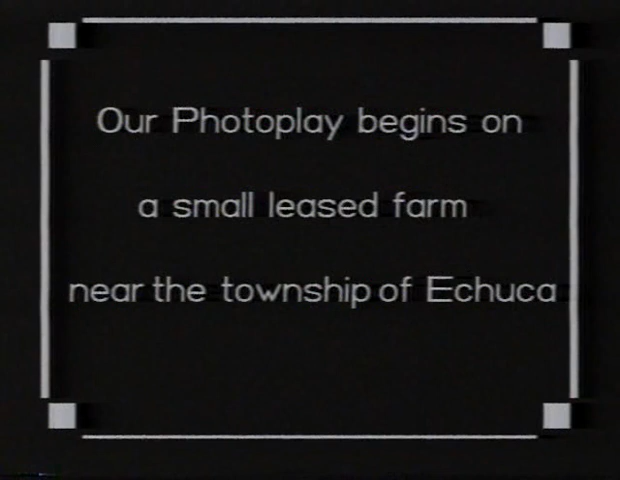 Our Photoplay begins on
a small leased farm
near the township of Echuca